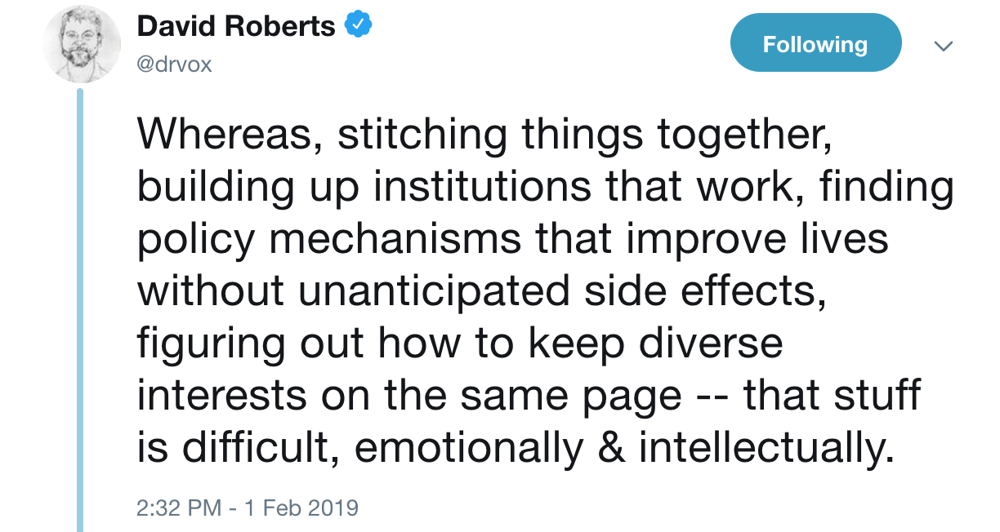 David Roberts
@drvox
Following
Whereas, stitching things together,
building up institutions that work, finding
policy mechanisms that improve lives
without unanticipated side effects,
figuring out how to keep diverse
interests on the same page -- that stuff
is difficult, emotionally & intellectually.
2:32 PM - 1 Feb 2019